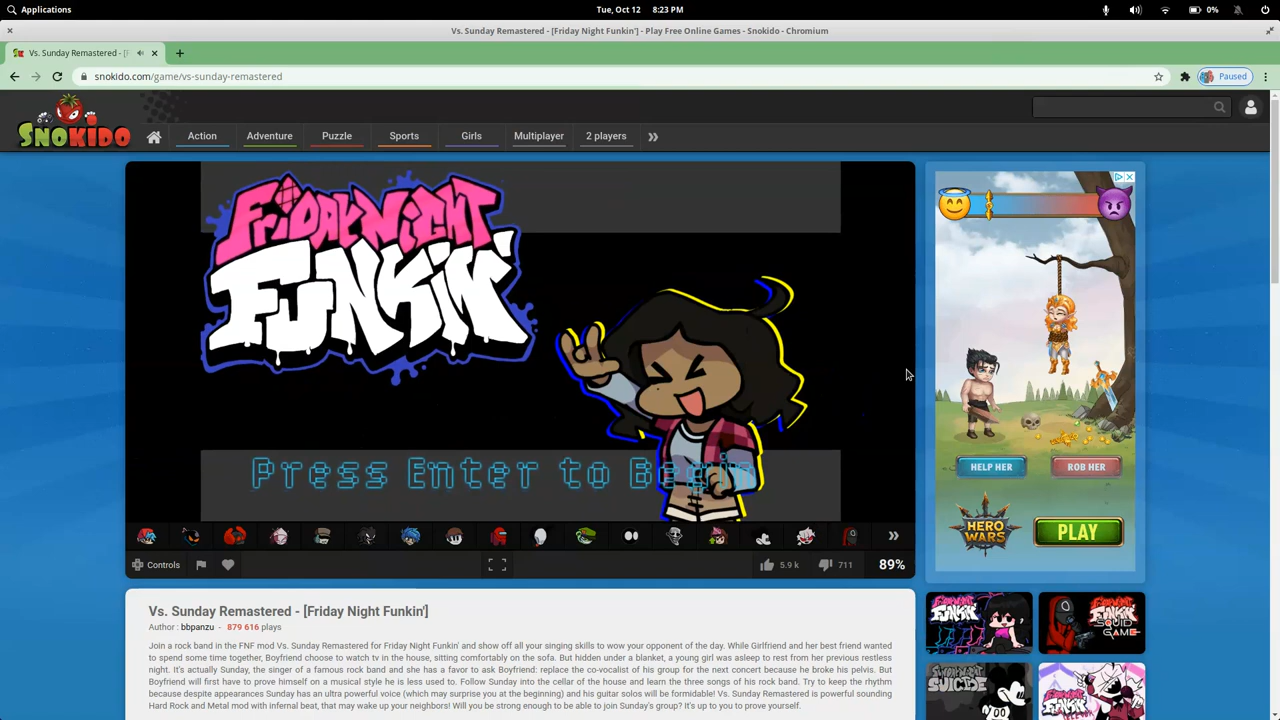 Applications
Tue, Oct 12 8:23 PM
0%
Vs. Sunday Remastered - [Friday Night Funkin'] - Play Free Online Games - Snokido - Chromium
Vs. Sunday Remastered - [F
snokido.com/game/vs-sunday-remastered
Paused
SNOKIDO
Action
Adventure
Puzzle
Sports
Girls
Multiplayer
2 players
FRIDAY NIGHT
FUNKIN'
Press Enter to Begin
HELP HER
ROB HER
HERO
WARS
PLAY
Controls
5.9 k
711
89%
Vs. Sunday Remastered - [Friday Night Funkin']
Author : bbpanzu - 879 616 plays
Join a rock band in the FNF mod Vs. Sunday Remastered for Friday Night Funkin' and show off all your singing skills to wow your opponent of the day. While Girlfriend and her best friend wanted
to spend some time together, Boyfriend choose to watch tv in the house, sitting comfortably on the sofa. But hidden under a blanket, a young girl was asleep to rest from her previous restless
night. It's actually Sunday, the singer of a famous rock band and she has a favor to ask Boyfriend: replace the co-vocalist of his group for the next concert because he broke his pelvis. But
Boyfriend will first have to prove himself on a musical style he is less used to. Follow Sunday into the cellar of the house and learn the three songs of his rock band. Try to keep the rhythm
because despite appearances Sunday has an ultra powerful voice (which may surprise you at the beginning) and his guitar solos will be formidable! Vs. Sunday Remastered is powerful sounding
Hard Rock and Metal mod with infernal beat, that may wake up your neighbors! Will you be strong enough to be able to join Sunday's group? It's up to you to prove yourself.
FRIDAY NIGHT
FUNKIN'
FRIDAY NIGHT
FUNKIN
SQUID
GAME
SUICIDE
FRIDAY NIGHT
FUNKIN